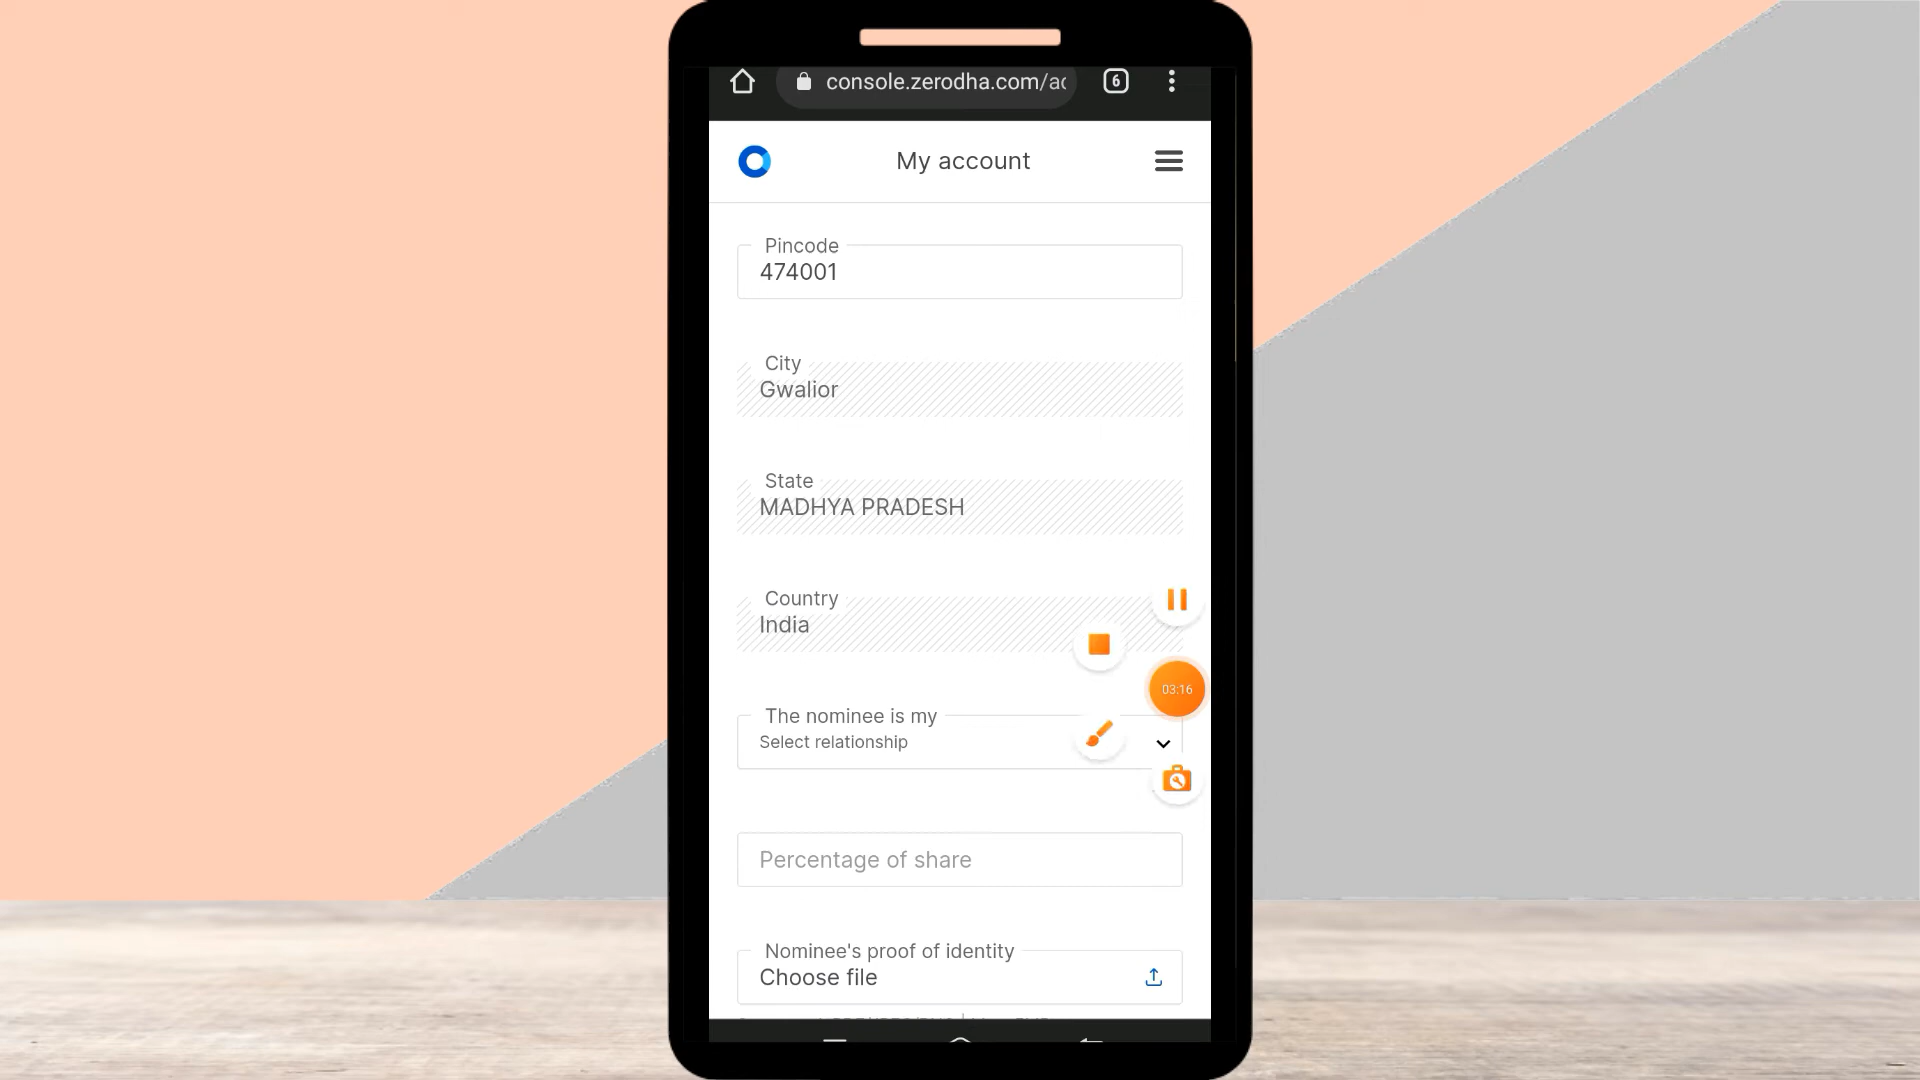 console.zerodha.com/ac
6
My account
Pincode
474001
City
Gwalior
State
MADHYA PRADESH
Country
India
03:16
The nominee is my
Select relationship
Percentage of share
Nominee's proof of identity
Choose file